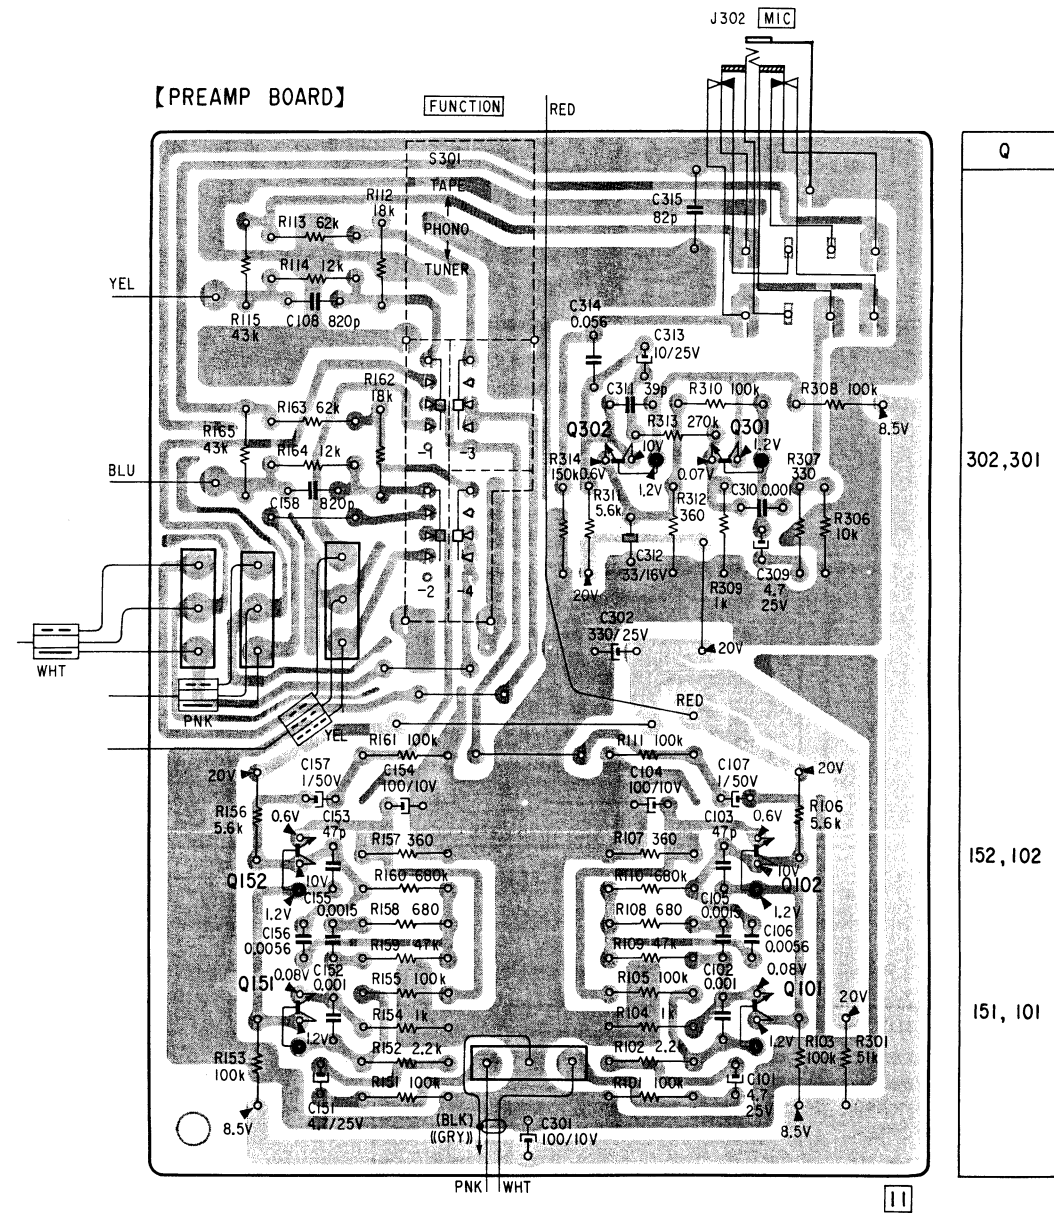 J302 MIC
【PREAMP BOARD】
FUNCTION
RED
Q
S301
TAPE
PHONO
TUNER
R112
18k
R113 62k
R114 12k
YEL
R115
43k
C108 820p
C315
82p
C314
0.056
C313
10/25V
R162
18k
R163 62k
R165
43k
R164 12k
BLU
C158
820p
-9
-3
-2
-4
C311 39p
R310 100k
R308 100k
8.5V
R313 270k
Q302
Q301
10V
1.2V
R314
150k
0.6V
1.2V
0.07V
R307
330
302,301
R311
5.6k
R312
360
C310 0.001
R306
10k
C312
33/16V
R309
1k
C309
4.7
25V
20V
C302
330/25V
20V
WHT
PNK
YEL
RED
R161 100k
R111 100k
20V
C157
1/50V
C154
100/10V
C104
100/10V
C107
1/50V
20V
R156
5.6k
0.6V
C153
47p
C103
47p
0.6V
R106
5.6k
R157 360
R107 360
Q152
10V
R160 680k
R110 680k
10V
Q102
152,102
1.2V
C155
0.0015
R158 680
R108 680
C105
0.0015
1.2V
C156
0.0056
R159 47k
R109 47k
C106
0.0056
Q151
0.08V
C152
0.001
R155 100k
R105 100k
C102
0.001
0.08V
Q101
20V
151,101
1.2V
R154 1k
R104 1k
1.2V
R153
100k
R152 2.2k
R102 2.2k
R103
100k
R301
51k
R151 100k
R101 100k
C151
4.7/25V
C101
4.7
25V
8.5V
(BLK)
((GRY))
C301
100/10V
8.5V
PNK WHT
11